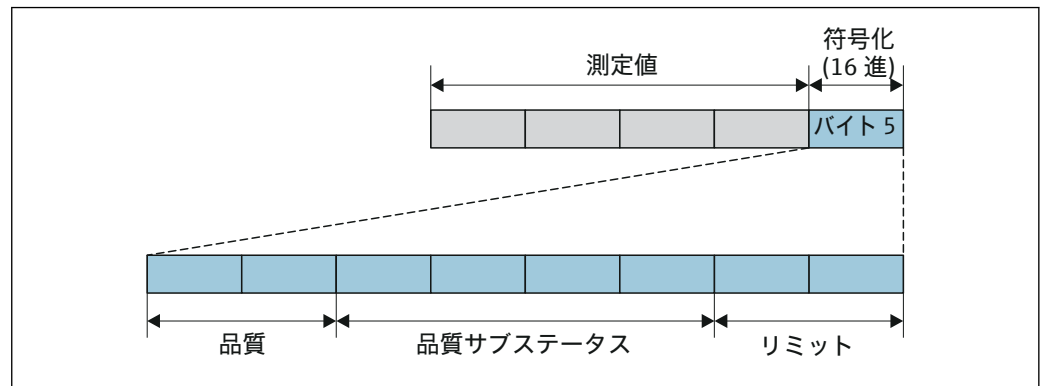 測定値
符号化
(16 進)
バイト 5
品質
品質サブステータス
リミット